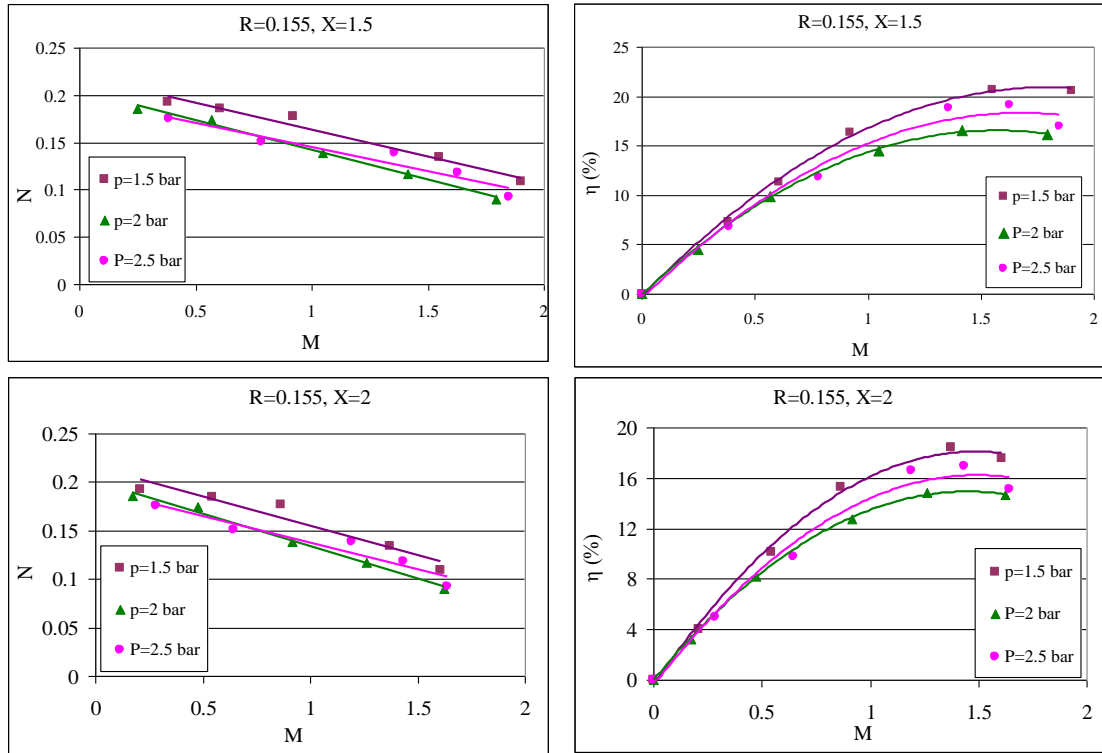 R=0.155, X=1.5
0.25
0.2
0.15
0.1
0.05
0
N
p=1.5 bar
p=2 bar
P=2.5 bar
0 0.5 1 1.5 2
M
R=0.155, X=1.5
25
20
15
10
5
0
η (%)
p=1.5 bar
P=2 bar
P=2.5 bar
0 0.5 1 1.5 2
M
R=0.155, X=2
0.25
0.2
0.15
0.1
0.05
0
N
p=1.5 bar
p=2 bar
P=2.5 bar
0 0.5 1 1.5 2
M
R=0.155, X=2
20
16
12
8
4
0
η (%)
p=1.5 bar
P=2 bar
P=2.5 bar
0 0.5 1 1.5 2
M